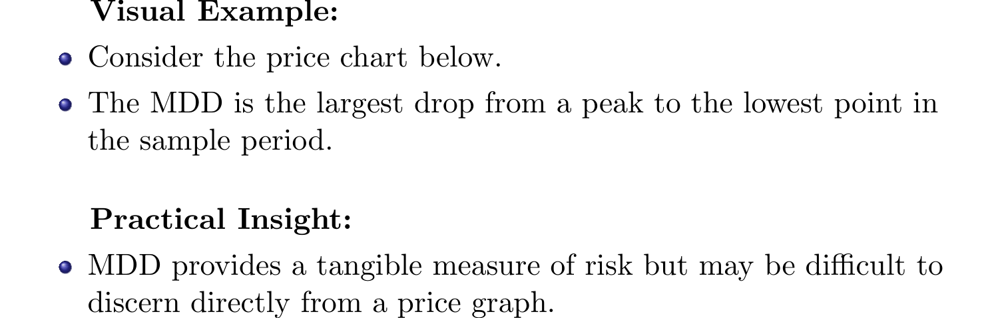 Visual Example:
Consider the price chart below.
The MDD is the largest drop from a peak to the lowest point in
the sample period.
Practical Insight:
MDD provides a tangible measure of risk but may be difficult to
discern directly from a price graph.